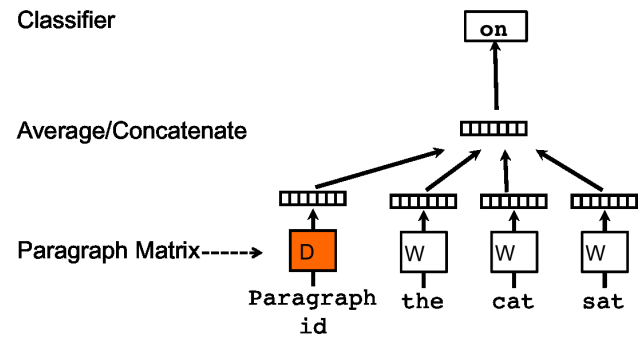 Classifier
on
Average/Concatenate
Paragraph Matrix
D
W
W
W
Paragraph
id
the
cat
sat